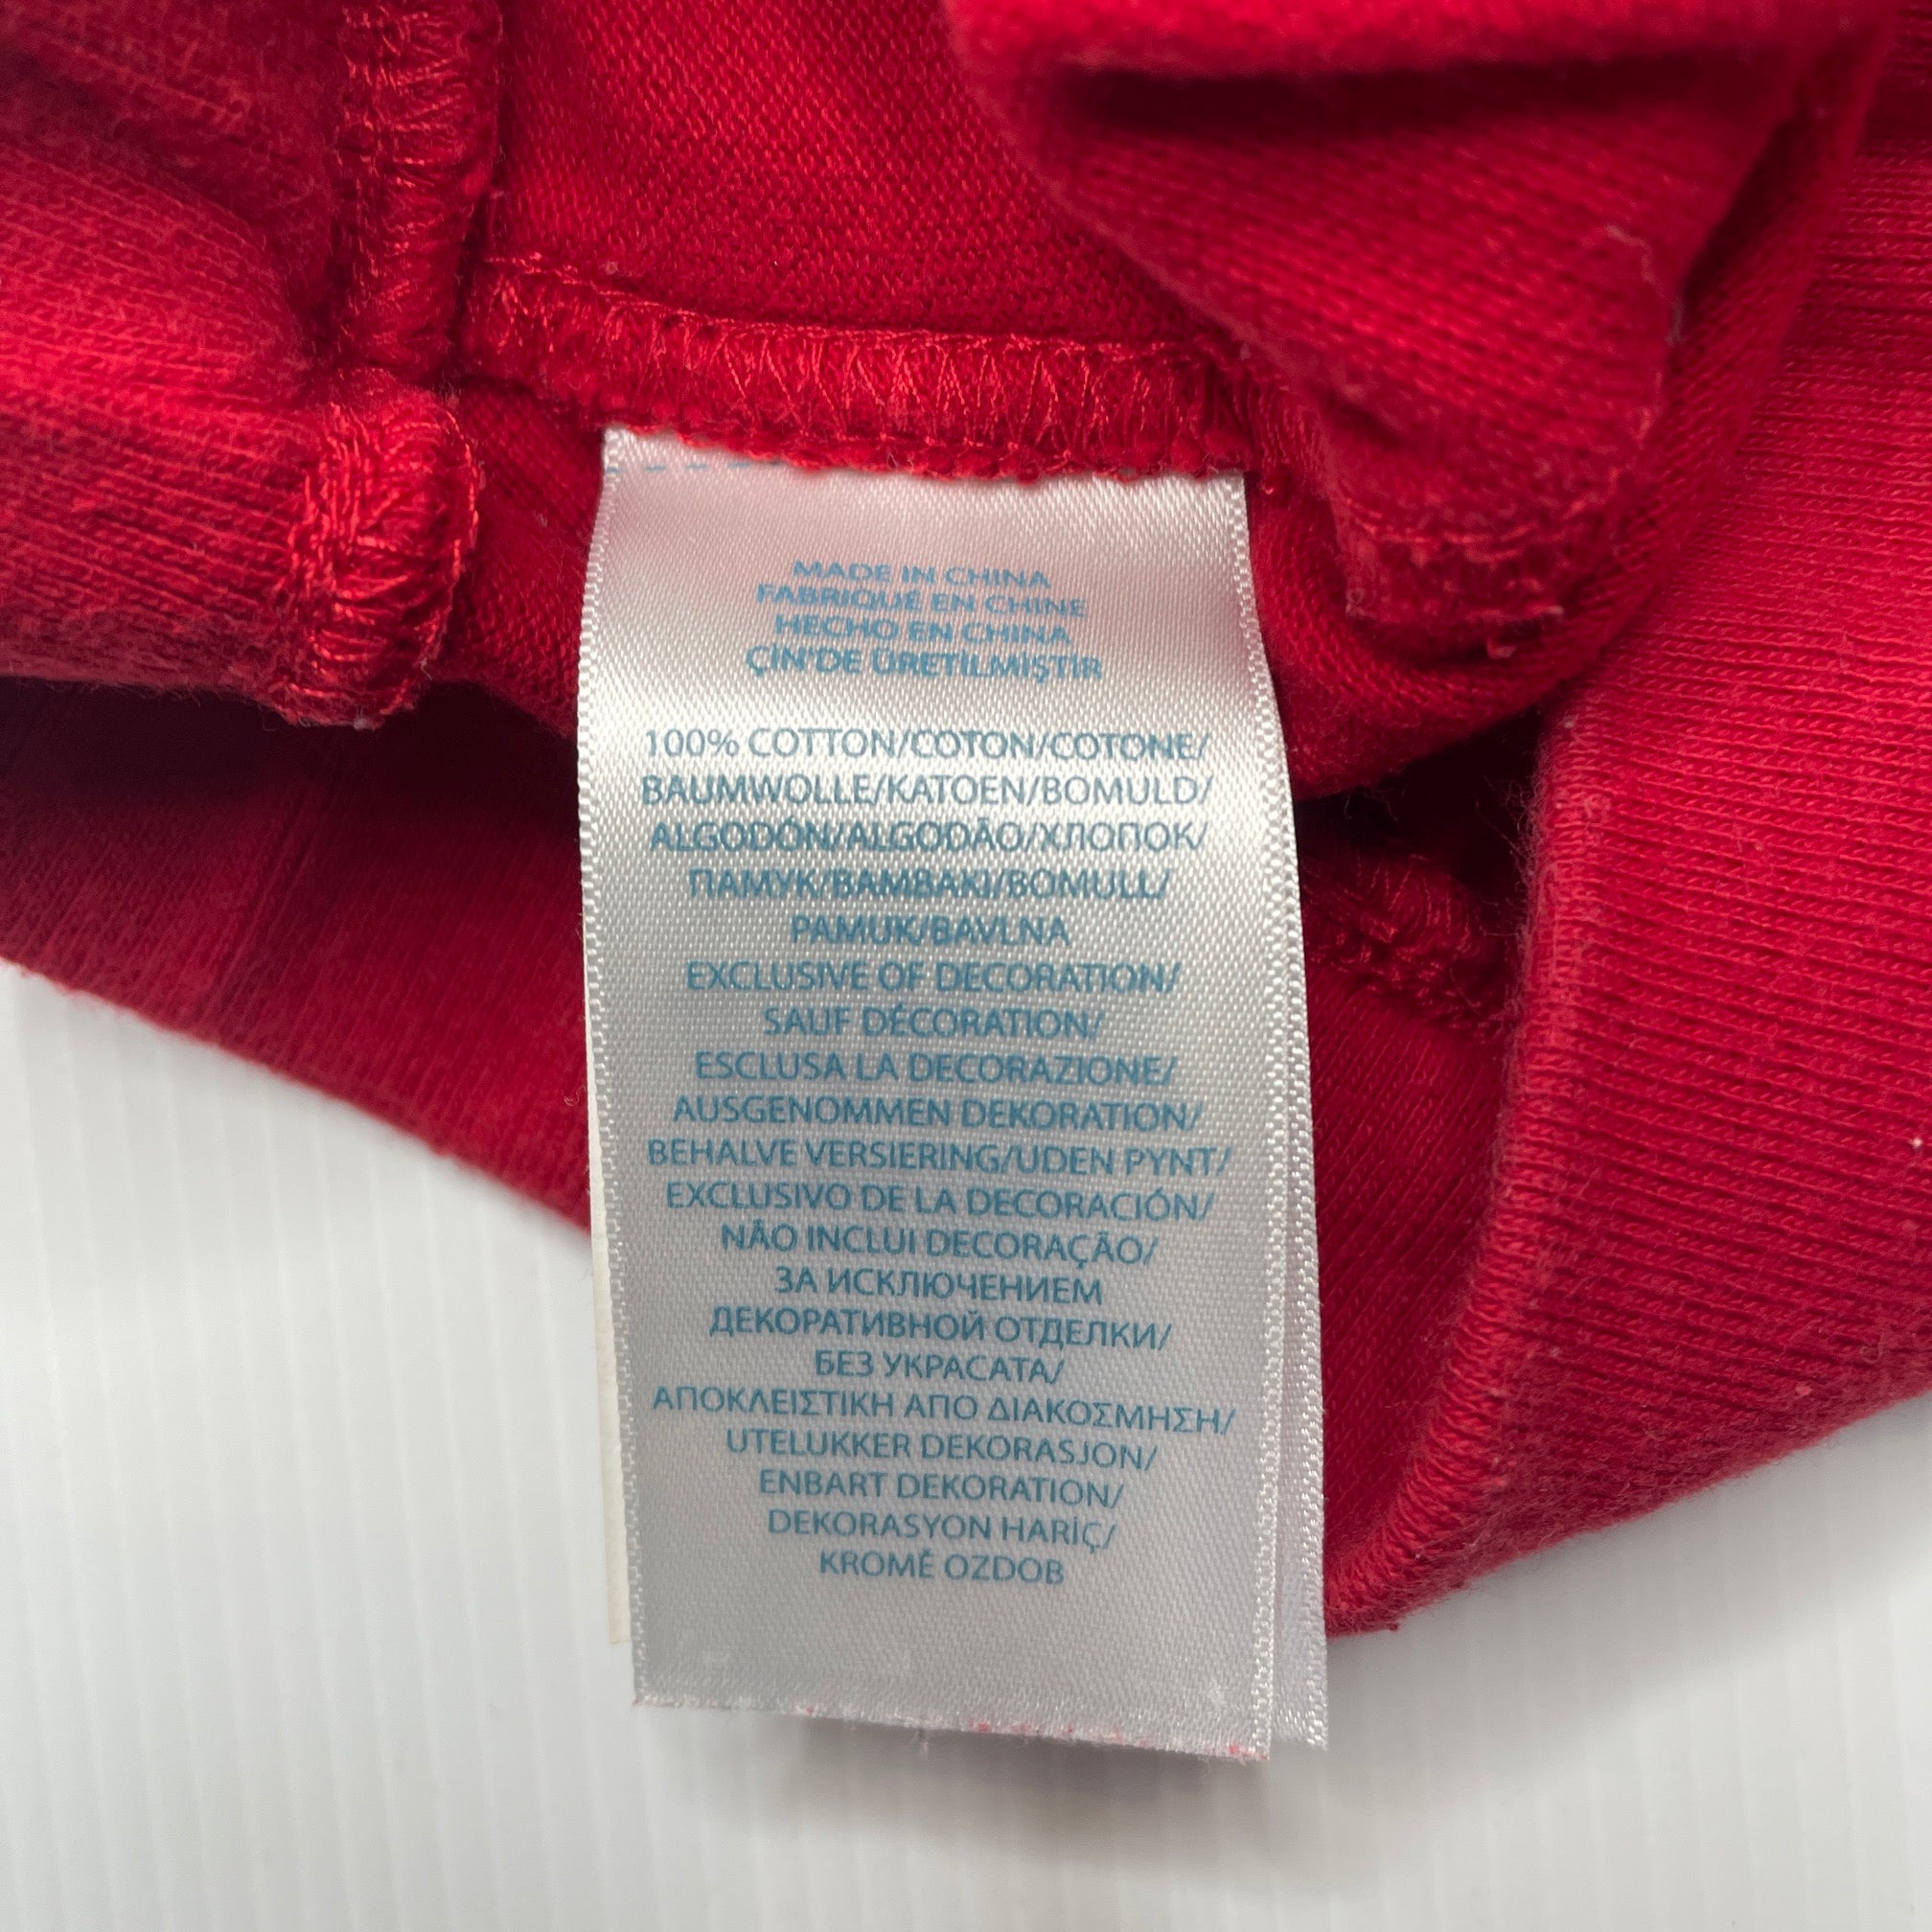 MADE IN CHINA
FABRIQUÉ EN CHINE
HECHO EN CHINA
ÇİN'DE ÜRETİLMİŞTİR
100% COTTON/COTON/COTONE/
BAUMWOLLE/KATOEN/BOMULD/
ALGODÓN/ALGODÃO/ХЛОПОК/
ПАМУК/ΒΑΜΒΑΚΙ/BOMULL/
PAMUK/BAVLNA
EXCLUSIVE OF DECORATION/
SAUF DÉCORATION/
ESCLUSA LA DECORAZIONE/
AUSGENOMMEN DEKORATION/
BEHALVE VERSIERING/UDEN PYNT/
EXCLUSIVO DE LA DECORACIÓN/
NÃO INCLUI DECORAÇÃO/
ЗА ИСКЛЮЧЕНИЕМ
ДЕКОРАТИВНОЙ ОТДЕЛКИ/
БЕЗ УКРАСАТА/
ΑΠΟΚΛΕΙΣΤΙΚΗ ΑΠΟ ΔΙΑΚΟΣΜΗΣΗ/
UTELUKKER DEKORASJON/
ENBART DEKORATION/
DEKORASYON HARİÇ/
KROMĚ OZDOB